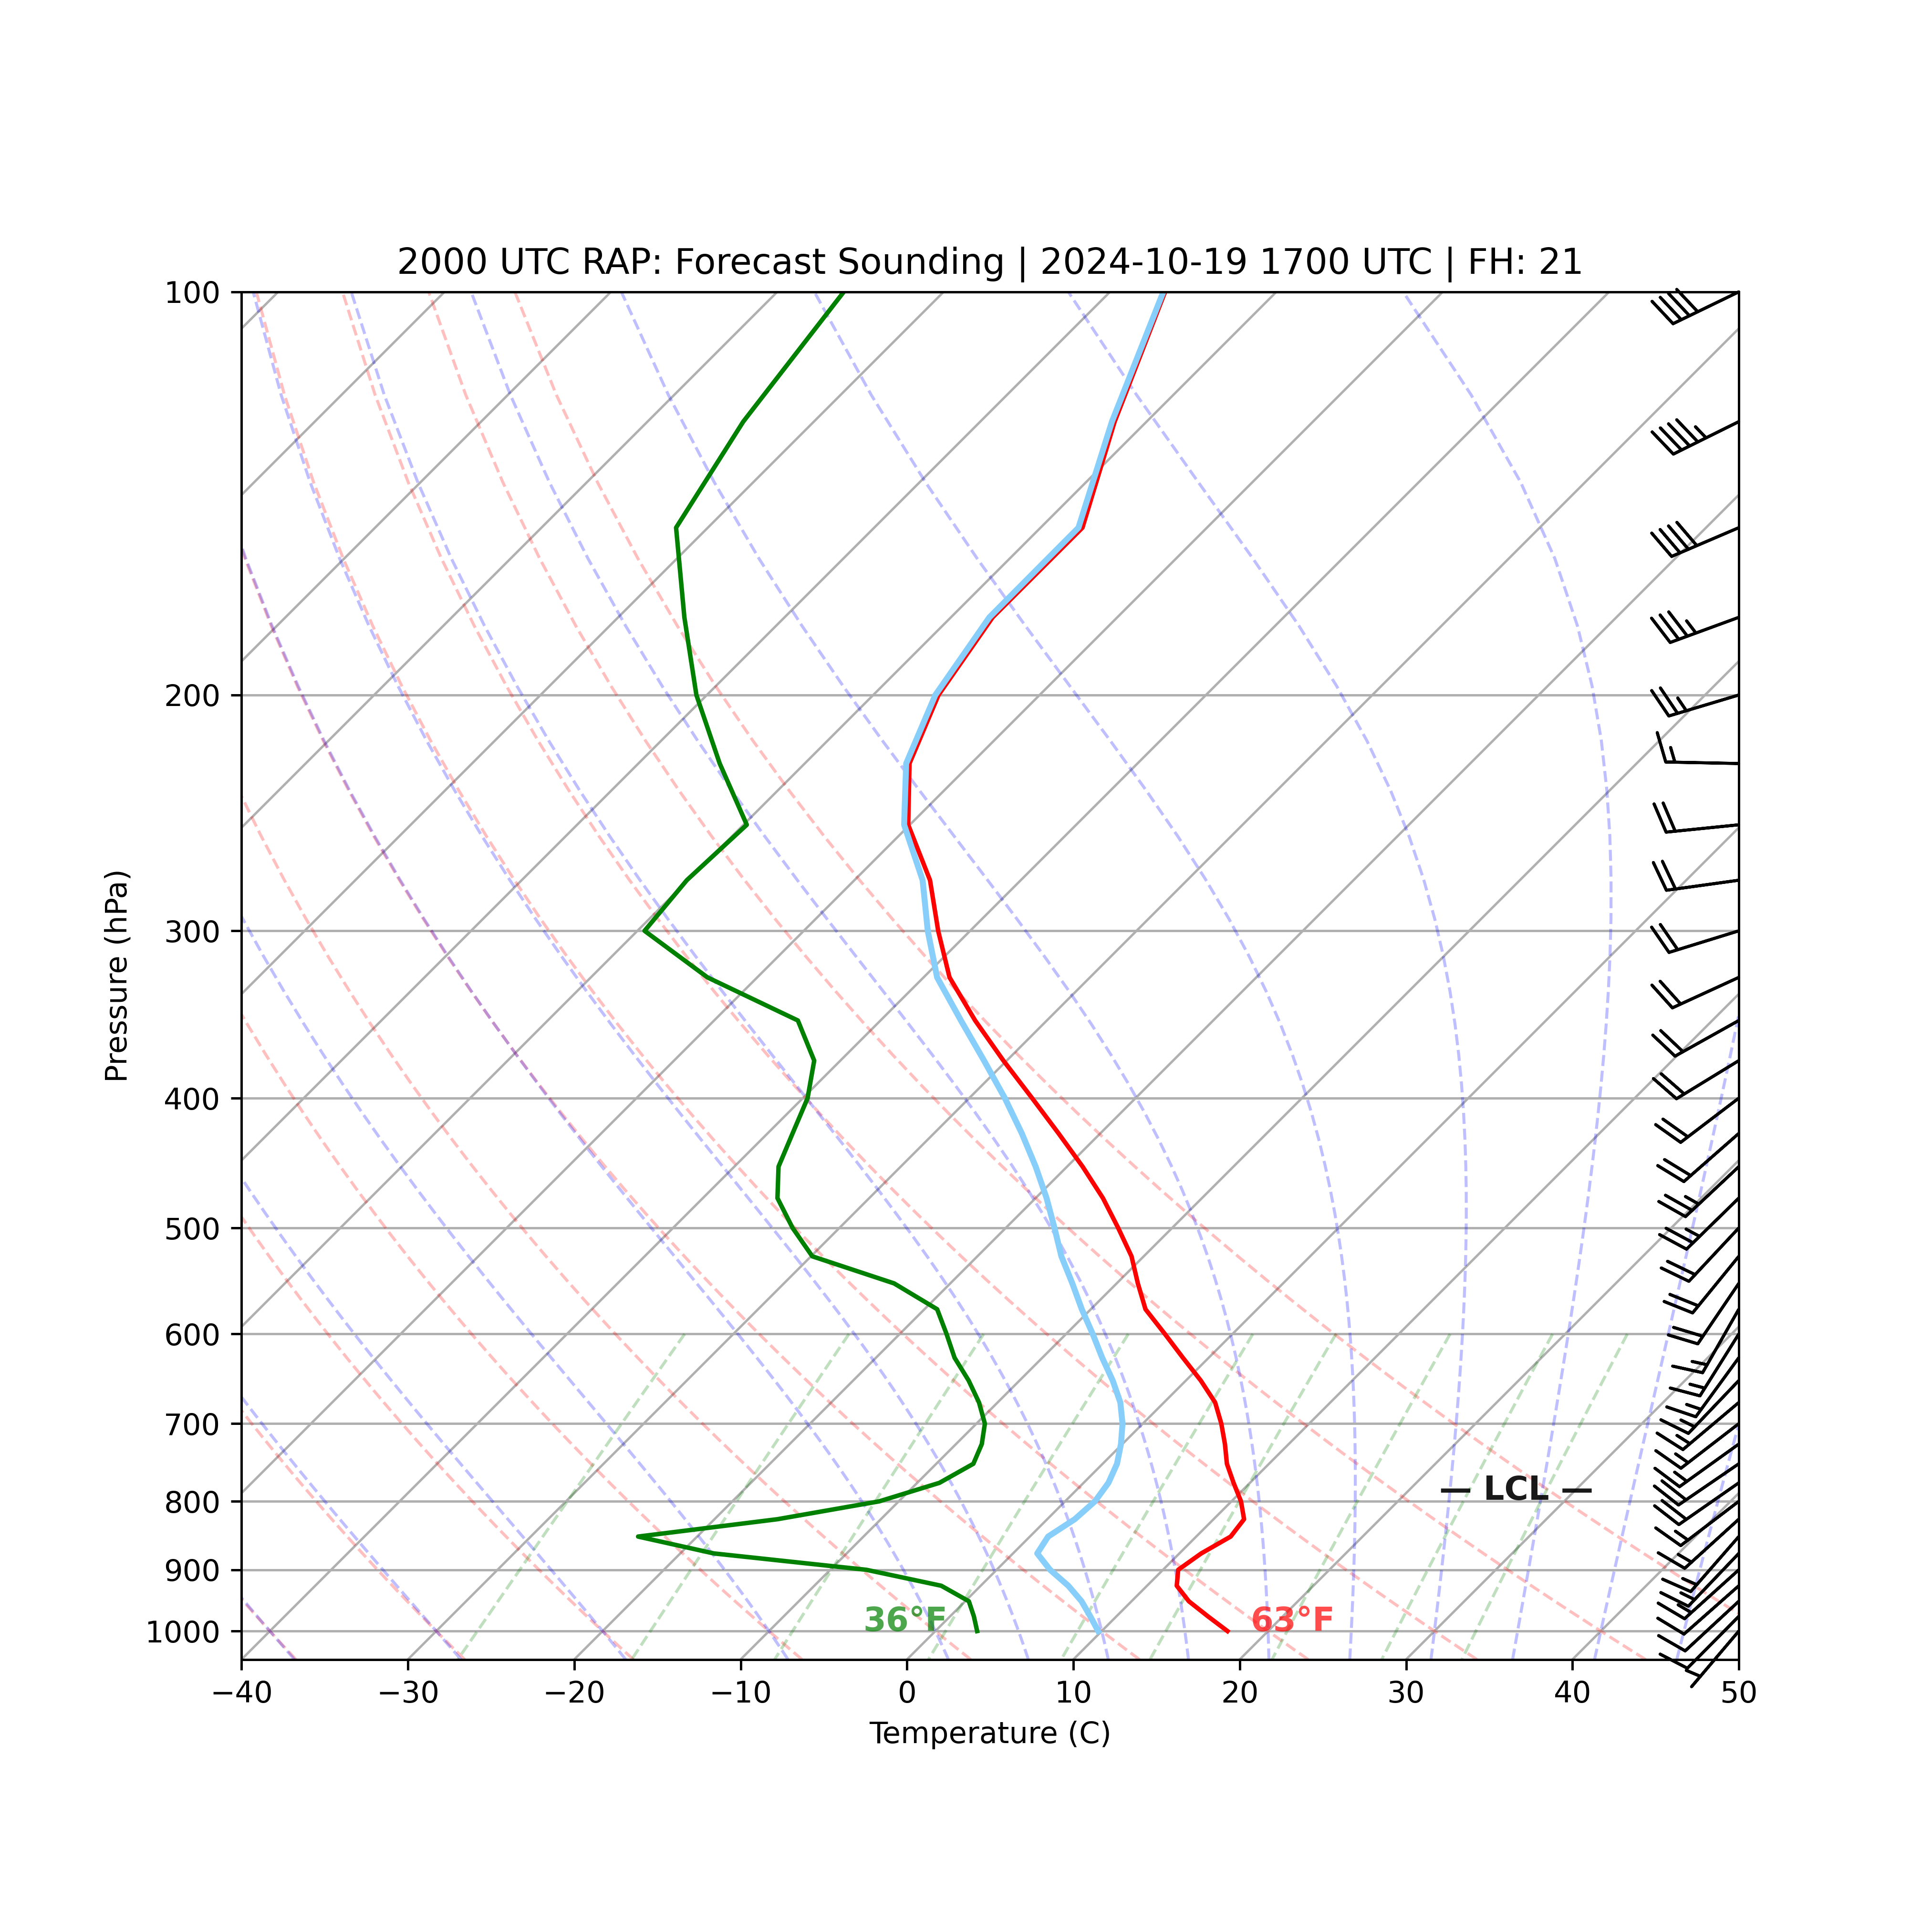 2000 UTC RAP: Forecast Sounding | 2024-10-19 1700 UTC | FH: 21
100
200
300
400
500
600
700
800
900
1000
Pressure (hPa)
— LCL —
36°F
63°F
−40 −30 −20 −10 0 10 20 30 40 50
Temperature (C)